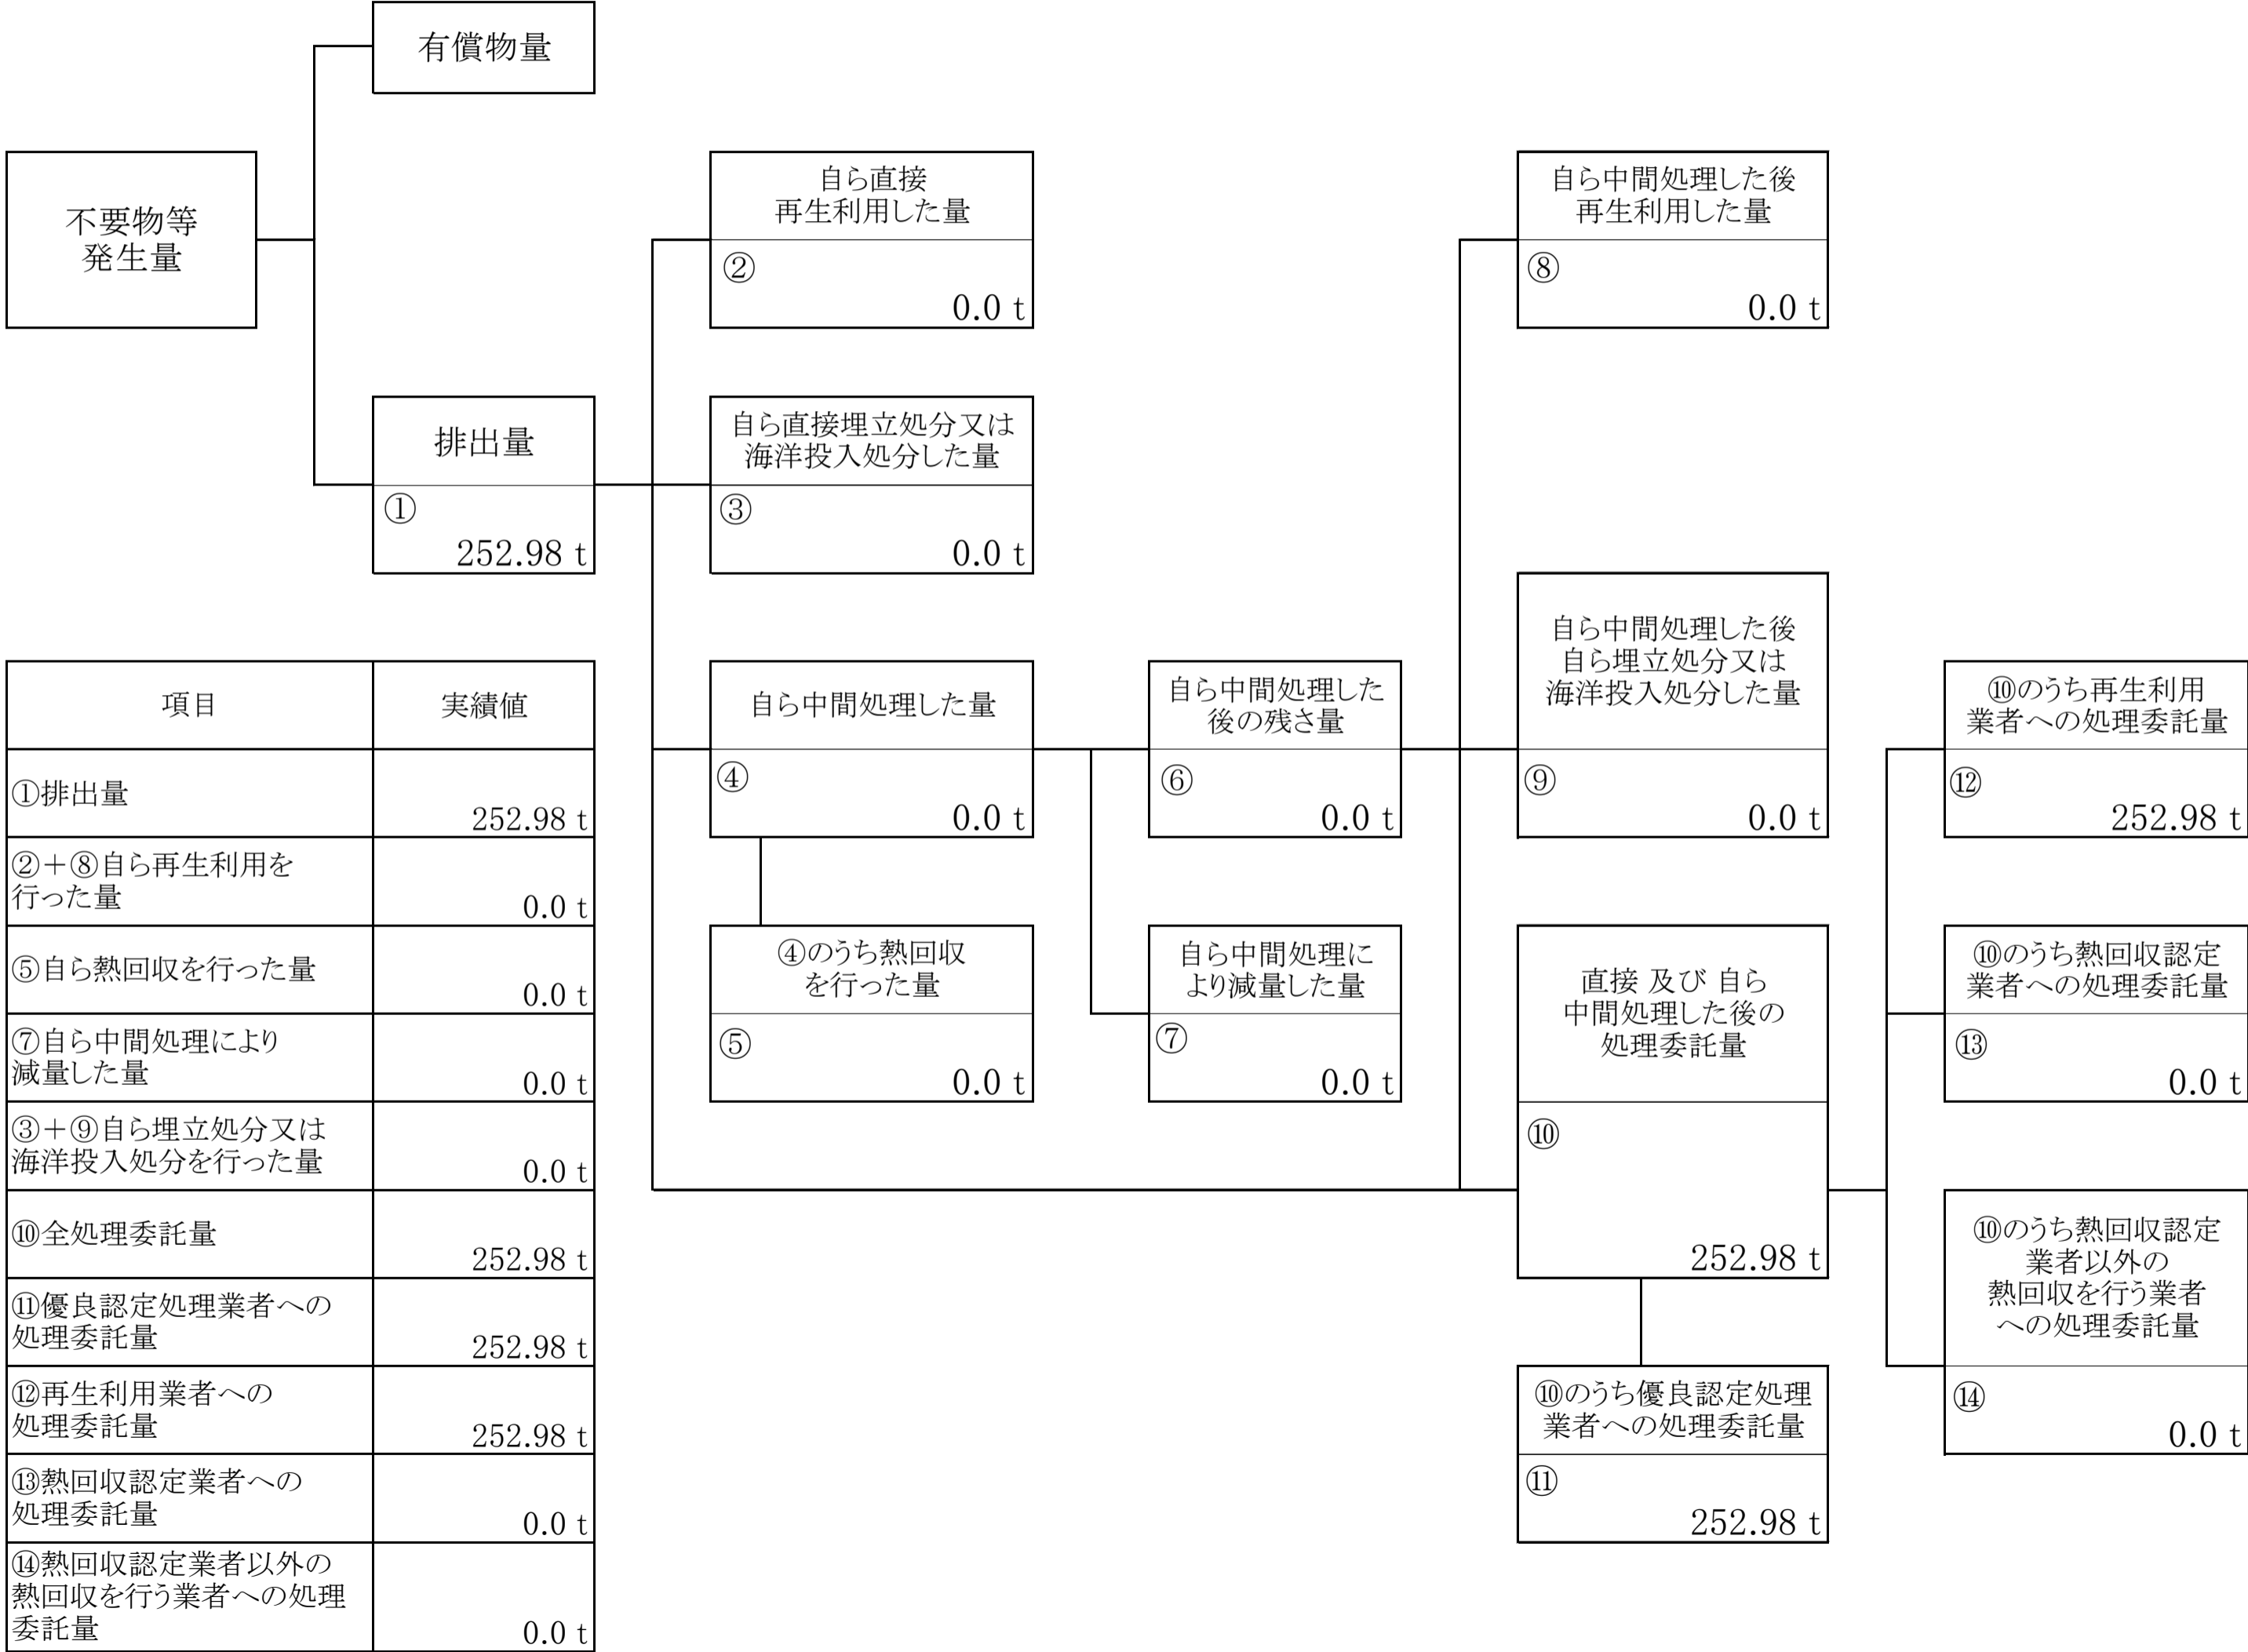 有償物量
不要物等
発生量
排出量
①
252.98 t
自ら直接
再生利用した量
②
0.0 t
自ら直接埋立処分又は
海洋投入処分した量
③
0.0 t
自ら中間処理した量
④
0.0 t
④のうち熱回収
を行った量
⑤
0.0 t
自ら中間処理した
後の残さ量
⑥
0.0 t
自ら中間処理に
より減量した量
⑦
0.0 t
自ら中間処理した後
再生利用した量
⑧
0.0 t
自ら中間処理した後
自ら埋立処分又は
海洋投入処分した量
⑨
0.0 t
直接 及び 自ら
中間処理した後の
処理委託量
⑩
252.98 t
⑩のうち優良認定処理
業者への処理委託量
⑪
252.98 t
⑩のうち再生利用
業者への処理委託量
⑫
252.98 t
⑩のうち熱回収認定
業者への処理委託量
⑬
0.0 t
⑩のうち熱回収認定
業者以外の
熱回収を行う業者
への処理委託量
⑭
0.0 t
項目 実績値
①排出量
252.98 t
②＋⑧自ら再生利用を
行った量
0.0 t
⑤自ら熱回収を行った量
0.0 t
⑦自ら中間処理により
減量した量
0.0 t
③＋⑨自ら埋立処分又は
海洋投入処分を行った量
0.0 t
⑩全処理委託量
252.98 t
⑪優良認定処理業者への
処理委託量
252.98 t
⑫再生利用業者への
処理委託量
252.98 t
⑬熱回収認定業者への
処理委託量
0.0 t
⑭熱回収認定業者以外の
熱回収を行う業者への処理
委託量
0.0 t